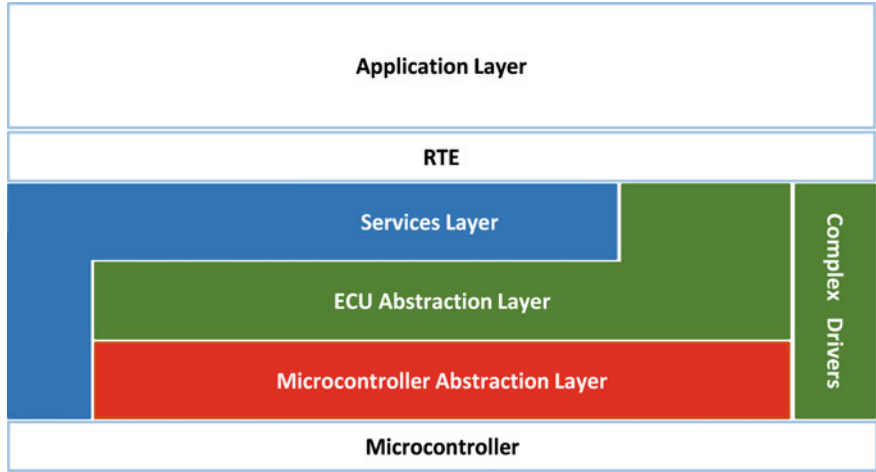 Application Layer
RTE
Services Layer
ECU Abstraction Layer
Microcontroller Abstraction Layer
Complex Drivers
Microcontroller